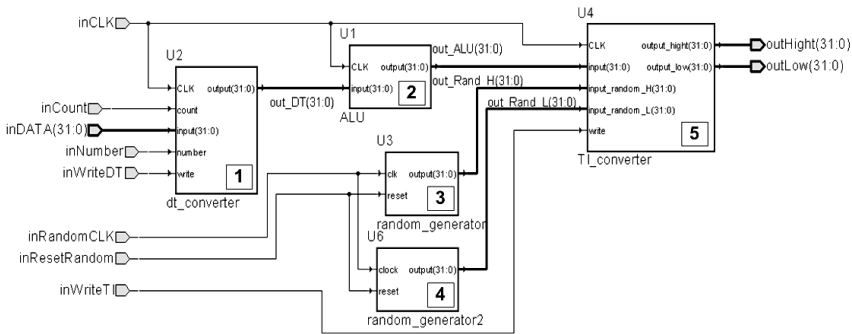 inCLK
inCount
inDATA(31:0)
inNumber
inWriteDT
inRandomCLK
inResetRandom
inWriteTI
U2
CLK
count
input(31:0)
number
write
output(31:0)
1
dt_converter
out_DT(31:0)
U1
CLK
input(31:0)
output(31:0)
2
ALU
out_ALU(31:0)
out_Rand_H(31:0)
out_Rand_L(31:0)
U3
clk
reset
output(31:0)
3
random_generator
U6
clock
reset
output(31:0)
4
random_generator2
U4
CLK
input(31:0)
input_random_H(31:0)
input_random_L(31:0)
write
output_hight(31:0)
output_low(31:0)
5
TI_converter
outHight(31:0)
outLow(31:0)